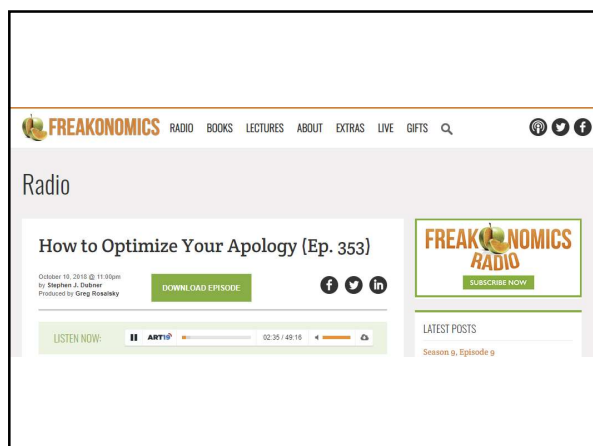 FREAKONOMICS RADIO BOOKS LECTURES ABOUT EXTRAS LIVE GIFTS
Radio
How to Optimize Your Apology (Ep. 353)
October 10, 2018 @ 11:00pm
by Stephen J. Dubner
Produced by Greg Rosalsky
DOWNLOAD EPISODE
LISTEN NOW:
ART19
02:35 / 49:16
FREAKONOMICS
RADIO
SUBSCRIBE NOW
LATEST POSTS
Season 9, Episode 9